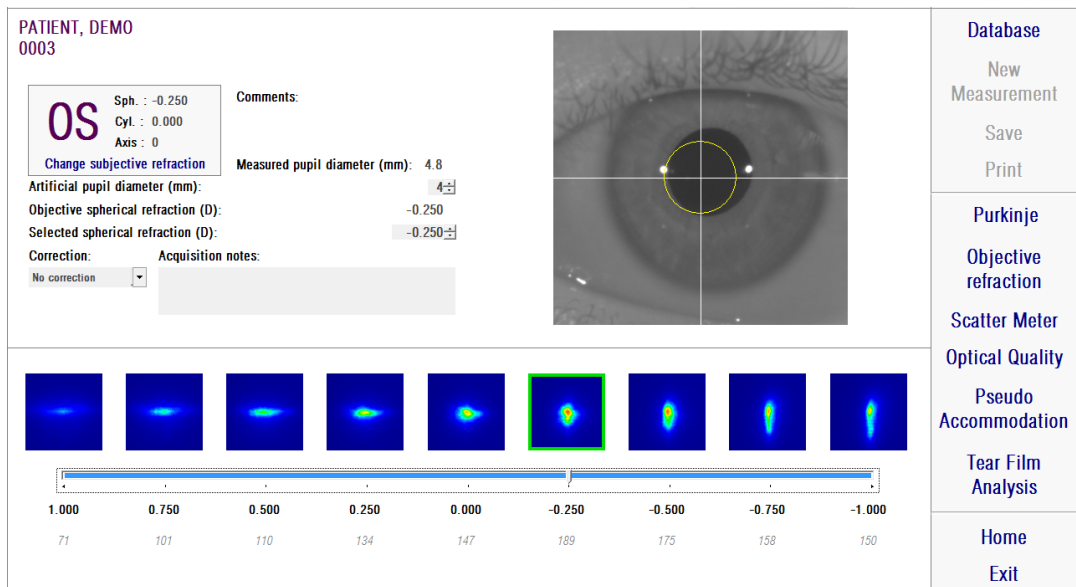 PATIENT, DEMO
0003
OS
Sph. : -0.250
Cyl. : 0.000
Axis : 0
Change subjective refraction
Comments:
Measured pupil diameter (mm): 4.8
Artificial pupil diameter (mm): 4
Objective spherical refraction (D): -0.250
Selected spherical refraction (D): -0.250
Correction: Acquisition notes:
No correction
1.000 0.750 0.500 0.250 0.000 -0.250 -0.500 -0.750 -1.000
71 101 110 134 147 189 175 158 150
Database
New
Measurement
Save
Print
Purkinje
Objective
refraction
Scatter Meter
Optical Quality
Pseudo
Accommodation
Tear Film
Analysis
Home
Exit